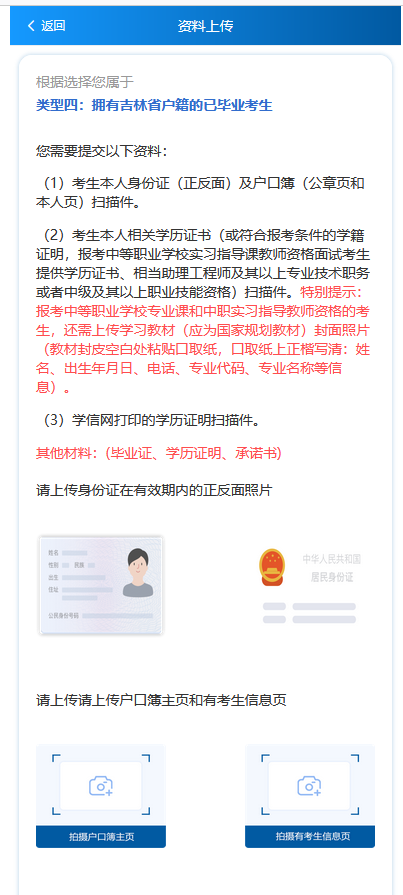 返回
资料上传
根据选择您属于
类型四：拥有吉林省户籍的已毕业考生
您需要提交以下资料：
（1）考生本人身份证（正反面）及户口簿（公章页和
本人页）扫描件。
（2）考生本人相关学历证书（或符合报考条件的学籍
证明，报考中等职业学校实习指导课教师资格面试考生
提供学历证书、相当助理工程师及其以上专业技术职务
或者中级及其以上职业技能资格）扫描件。特别提示：
报考中等职业学校专业课和中职实习指导教师资格的考
生，还需上传学习教材（应为国家规划教材）封面照片
（教材封皮空白处粘贴口取纸，口取纸上正楷写清：姓
名、出生年月日、电话、专业代码、专业名称等信
息）。
（3）学信网打印的学历证明扫描件。
其他材料：（毕业证、学历证明、承诺书）
请上传身份证在有效期内的正反面照片
姓名
性别 民族
出生
住址
公民身份号码
中华人民共和国
居民身份证
请上传请上传户口簿主页和有考生信息页
拍摄户口簿主页
拍摄有考生信息页